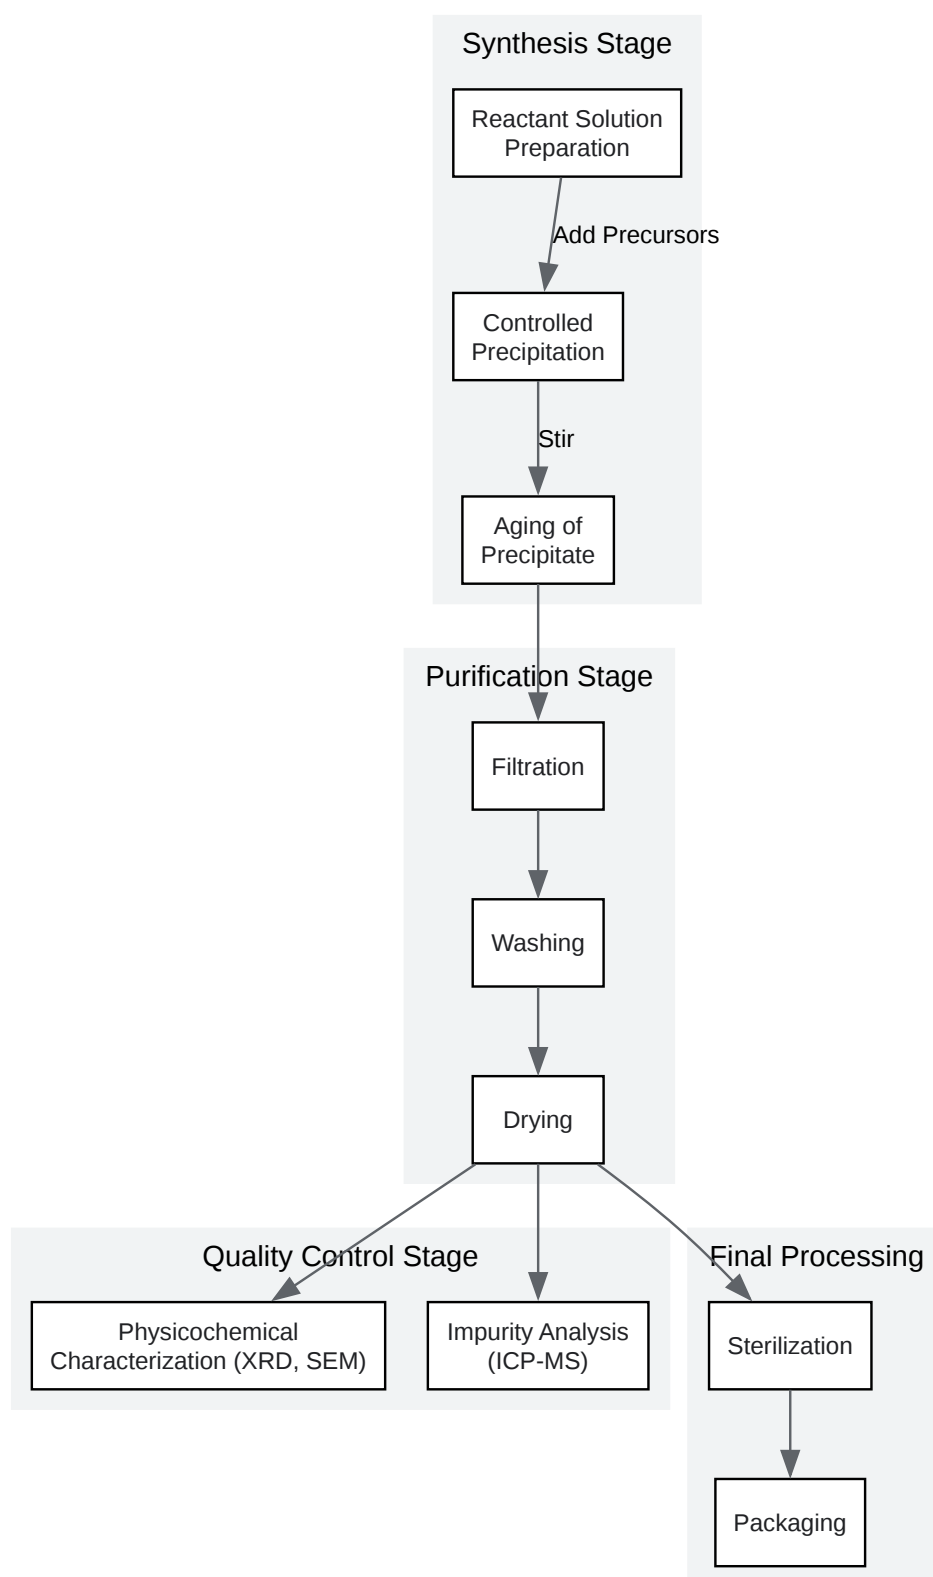 Synthesis Stage
Reactant Solution
Preparation
Add Precursors
Controlled
Precipitation
Stir
Aging of
Precipitate
Purification Stage
Filtration
Washing
Drying
Quality Control Stage
Physicochemical
Characterization (XRD, SEM)
Impurity Analysis
(ICP-MS)
Final Processing
Sterilization
Packaging